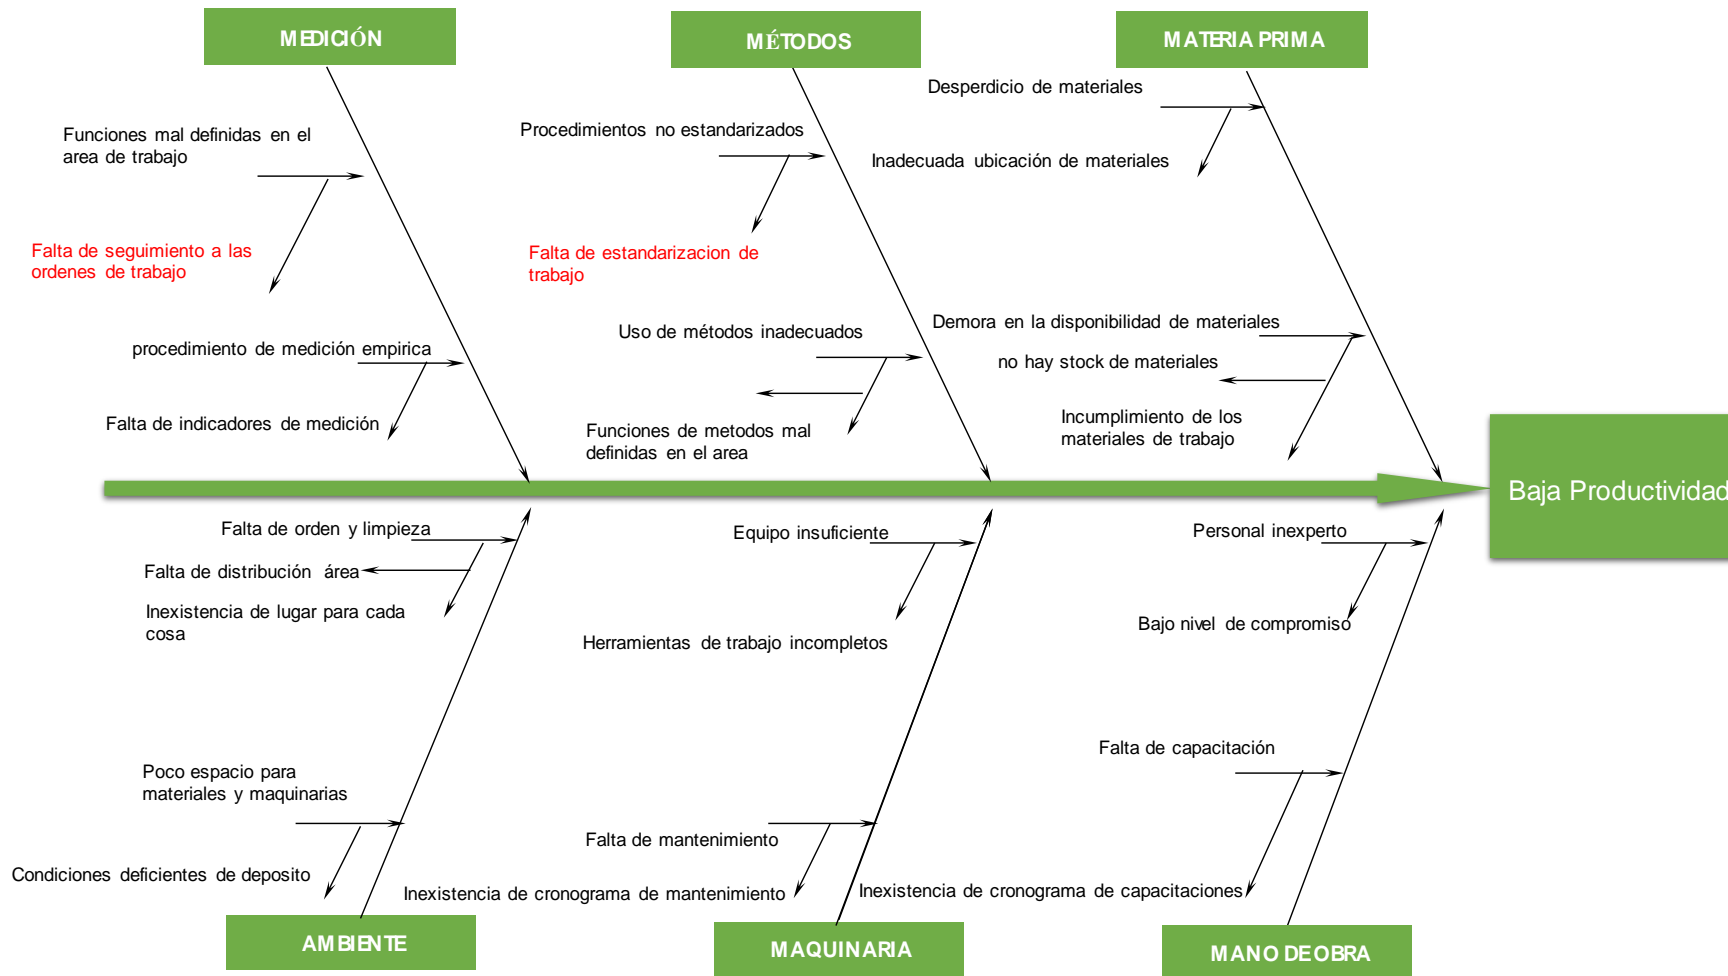 MEDICIÓN
MÉTODOS
MATERIA PRIMA
Funciones mal definidas en el
area de trabajo
Falta de seguimiento a las
ordenes de trabajo
procedimiento de medición empirica
Falta de indicadores de medición
Procedimientos no estandarizados
Falta de estandarizacion de
trabajo
Uso de métodos inadecuados
Funciones de metodos mal
definidas en el area
Desperdicio de materiales
Inadecuada ubicación de materiales
Demora en la disponibilidad de materiales
no hay stock de materiales
Incumplimiento de los
materiales de trabajo
Baja Productividad
Falta de orden y limpieza
Falta de distribución área
Inexistencia de lugar para cada
cosa
Poco espacio para
materiales y maquinarias
Condiciones deficientes de deposito
Equipo insuficiente
Herramientas de trabajo incompletos
Falta de mantenimiento
Inexistencia de cronograma de mantenimiento
Personal inexperto
Bajo nivel de compromiso
Falta de capacitación
Inexistencia de cronograma de capacitaciones
AMBIENTE
MAQUINARIA
MANO DE OBRA